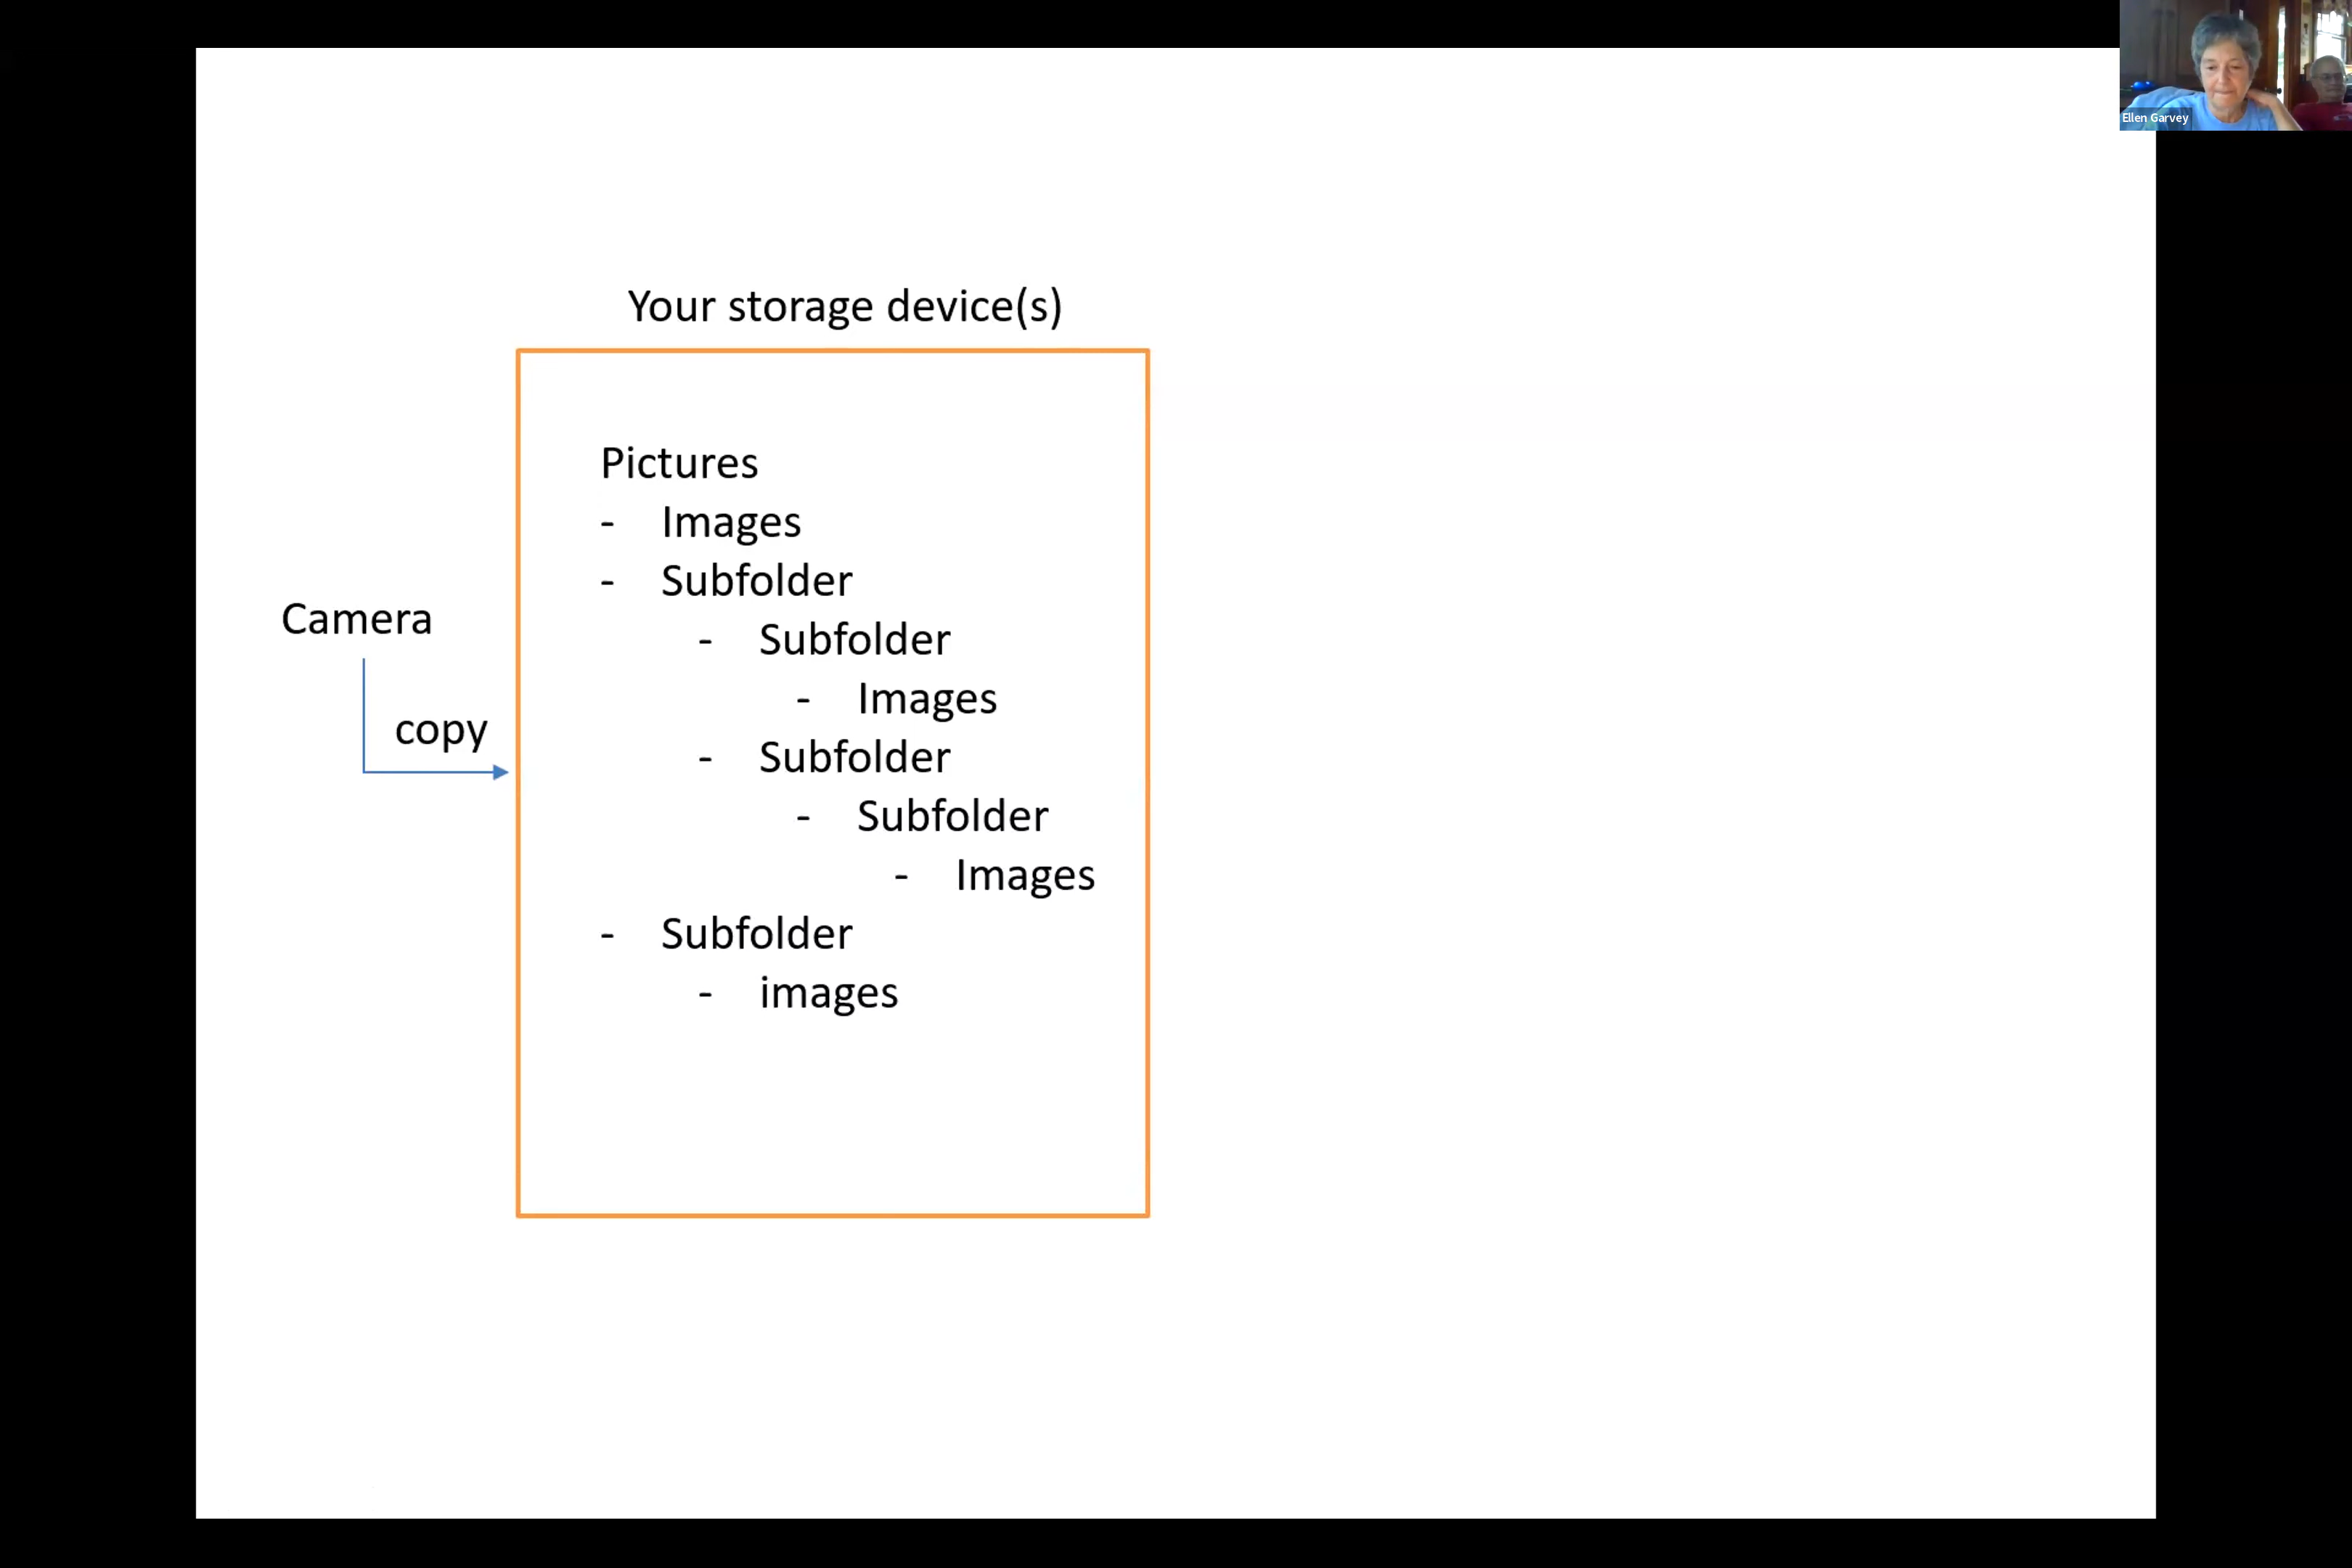 Ellen Garvey
Your storage device(s)
Pictures
- Images
- Subfolder
- Subfolder
- Images
- Subfolder
- Subfolder
- Images
- Subfolder
- images
Camera
copy